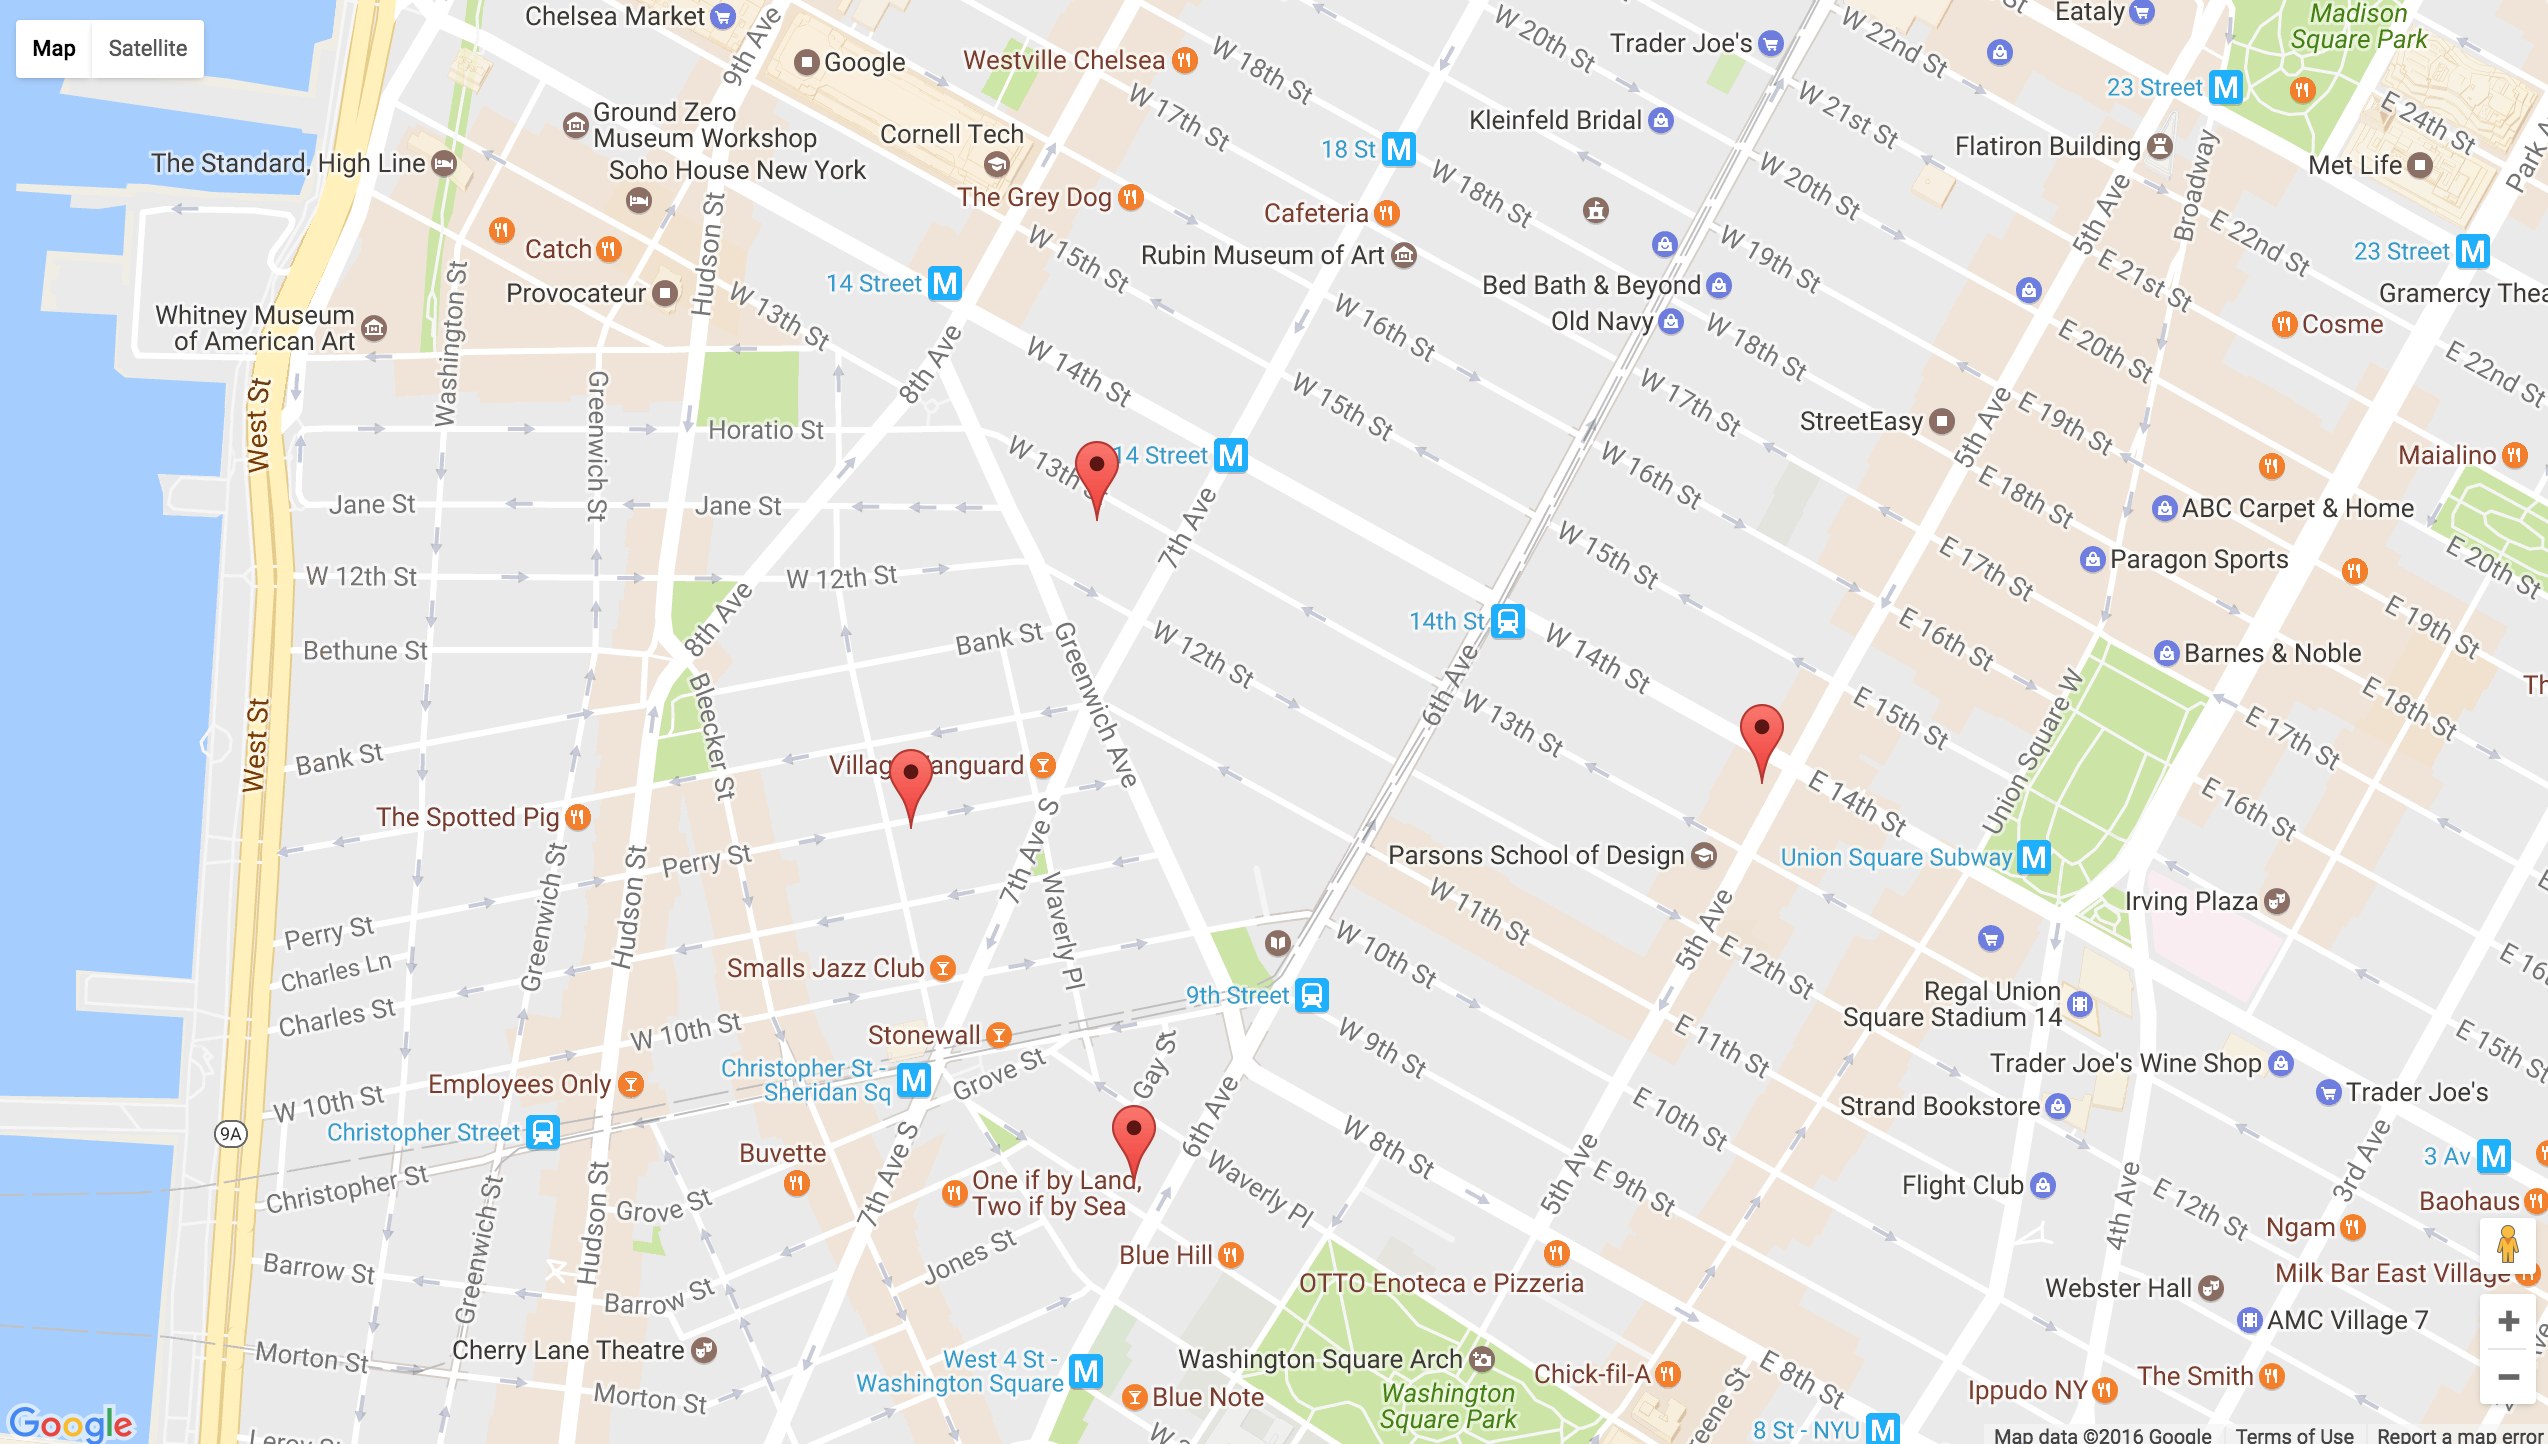 Map
Satellite
Chelsea Market
9th Ave
Google
Westville Chelsea
W 18th St
W 20th St
Trader Joe's
W 22nd St
Eataly
Madison
Square Park
Ground Zero
Museum Workshop
Cornell Tech
W 17th St
Kleinfeld Bridal
W 21st St
23 Street
E 24th St
The Standard, High Line
Soho House New York
18 St
Flatiron Building
Broadway
Met Life
Park A
The Grey Dog
Cafeteria
W 18th St
W 20th St
5th Ave
E 22nd St
Catch
Hudson St
W 15th St
Rubin Museum of Art
W 19th St
23 Street
E 21st St
Provocateur
14 Street
W 13th St
Bed Bath & Beyond
Old Navy
Gramercy Thea
Whitney Museum
of American Art
Washington St
8th Ave
W 14th St
W 16th St
W 18th St
Cosme
E 20th St
E 22nd St
West St
Greenwich St
Horatio St
W 15th St
W 17th St
StreetEasy
5th Ave
E 19th St
Maialino
W 13th S
14 Street
W 16th St
E 18th St
Jane St
Jane St
7th Ave
ABC Carpet & Home
W 15th St
E 17th St
Paragon Sports
E 20th St
W 12th St
W 12th St
8th Ave
14th St
E 16th St
E 19th St
Bethune St
Bank St
Greenwich Ave
W 12th St
W 14th St
Barnes & Noble
Th
West St
Bleecker St
6th Ave
W 13th St
E 15th St
Union Square W
E 18th St
E 17th St
Bank St
Villag
anguard
The Spotted Pig
7th Ave S
E 14th St
E 16th St
Perry St
Parsons School of Design
Union Square Subway
Greenwich St
Hudson St
Waverly Pl
W 11th St
5th Ave
Irving Plaza
Perry St
Charles Ln
Charles St
Smalls Jazz Club
W 10th St
E 12th St
E 16
9th Street
Regal Union
Square Stadium 14
W 10th St
Stonewall
W 9th St
E 11th St
E 15th St
Christopher St -
Sheridan Sq
Grove St
Gay St
Trader Joe's Wine Shop
Employees Only
W 10th St
6th Ave
Trader Joe's
E 10th St
Strand Bookstore
9A
Christopher Street
W 8th St
Buvette
7th Ave S
3rd Ave
3 Av
Christopher St
One if by Land,
Two if by Sea
Waverly Pl
5th Ave
E 9th St
Flight Club
4th Ave
E 12th St
Baohaus
Greenwich St
Hudson St
Grove St
Jones St
Blue Hill
Ngam
Barrow St
OTTO Enoteca e Pizzeria
Webster Hall
Milk Bar East Village
Barrow St
AMC Village 7
Morton St
Cherry Lane Theatre
West 4 St -
Washington Square
Washington Square Arch
Chick-fil-A
E 8th St
The Smith
Morton St
Blue Note
Washington
Square Park
Ippudo NY
Google
8 St - NYU
Map data ©2016 Google
Terms of Use
Report a map error